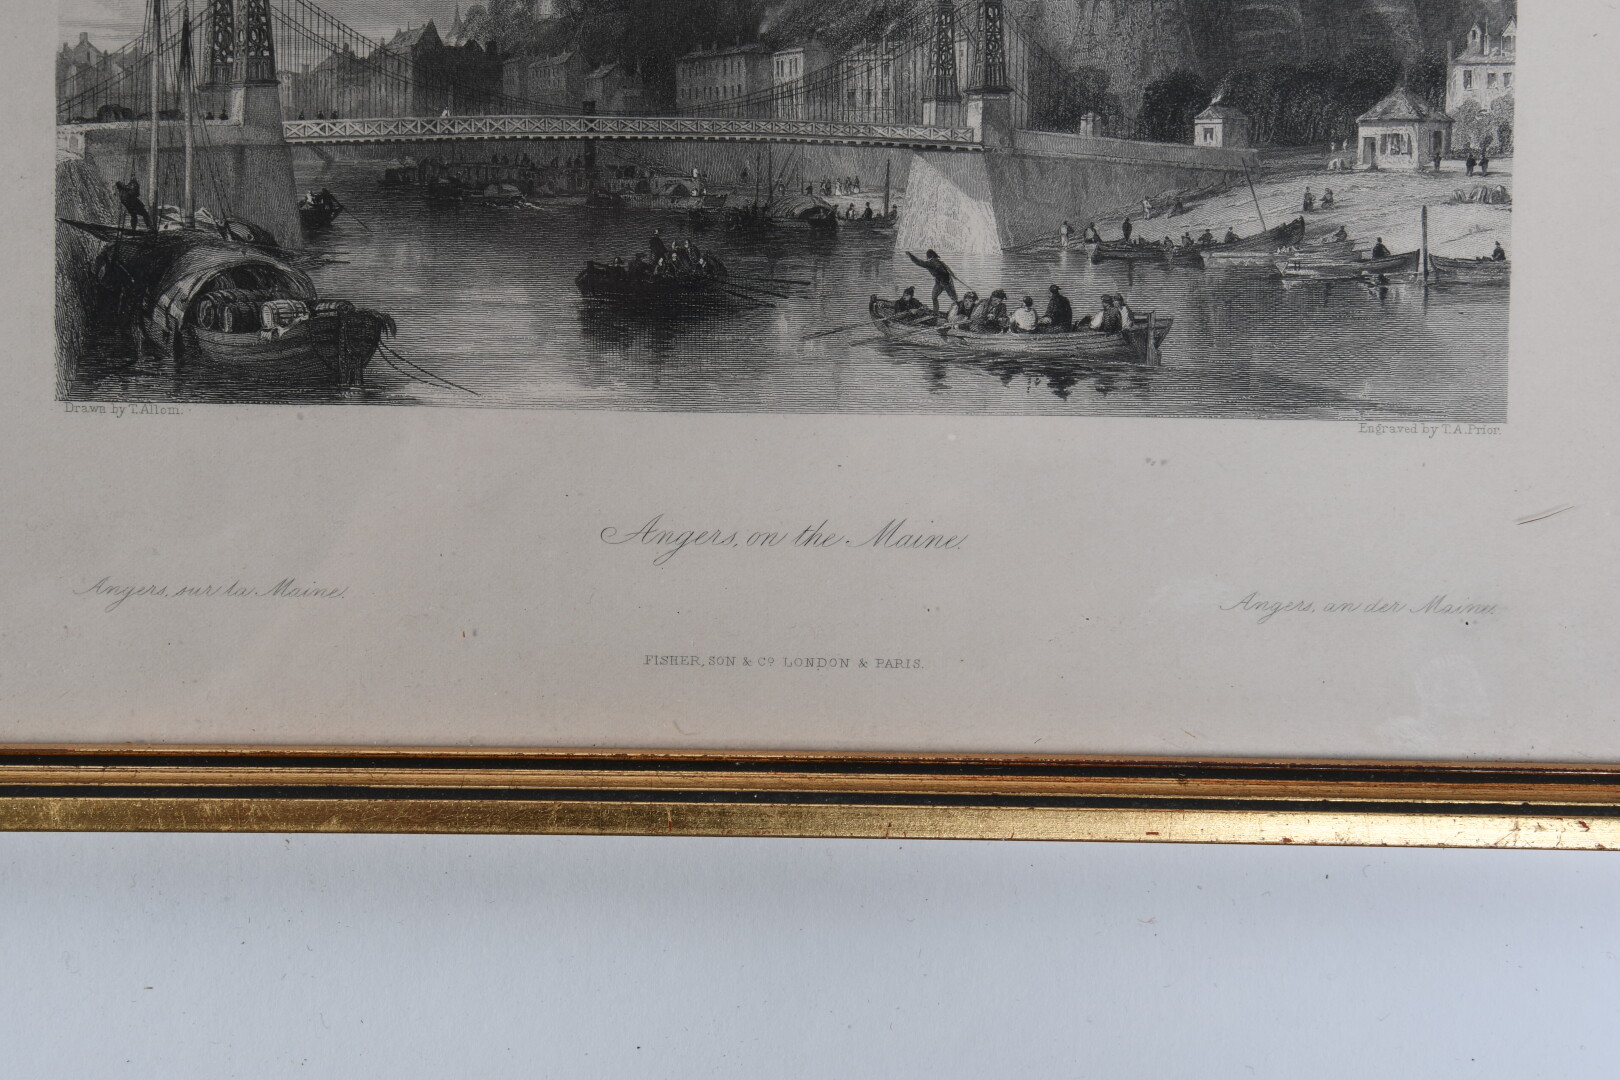 Drawn by T. Allom.
Engraved by T. A. Prior.
Angers, on the Maine.
Angers, sur la Maine.
Angers, an der Maine.
FISHER, SON & Co. LONDON & PARIS.